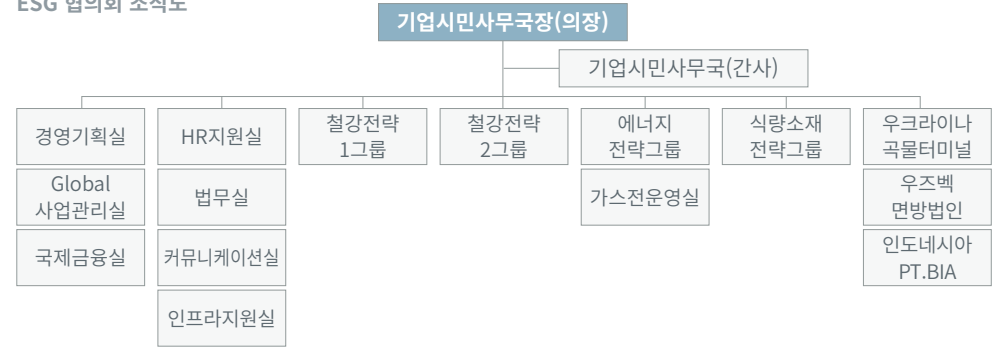 ESG 협의회 조직도
기업시민사무국장(의장)
기업시민사무국(간사)
경영기획실
Global
사업관리실
국제금융실
HR지원실
법무실
커뮤니케이션실
인프라지원실
철강전략
1그룹
철강전략
2그룹
에너지
전략그룹
가스전운영실
식량소재
전략그룹
우크라이나
곡물터미널
우즈벡
면방법인
인도네시아
PT.BIA